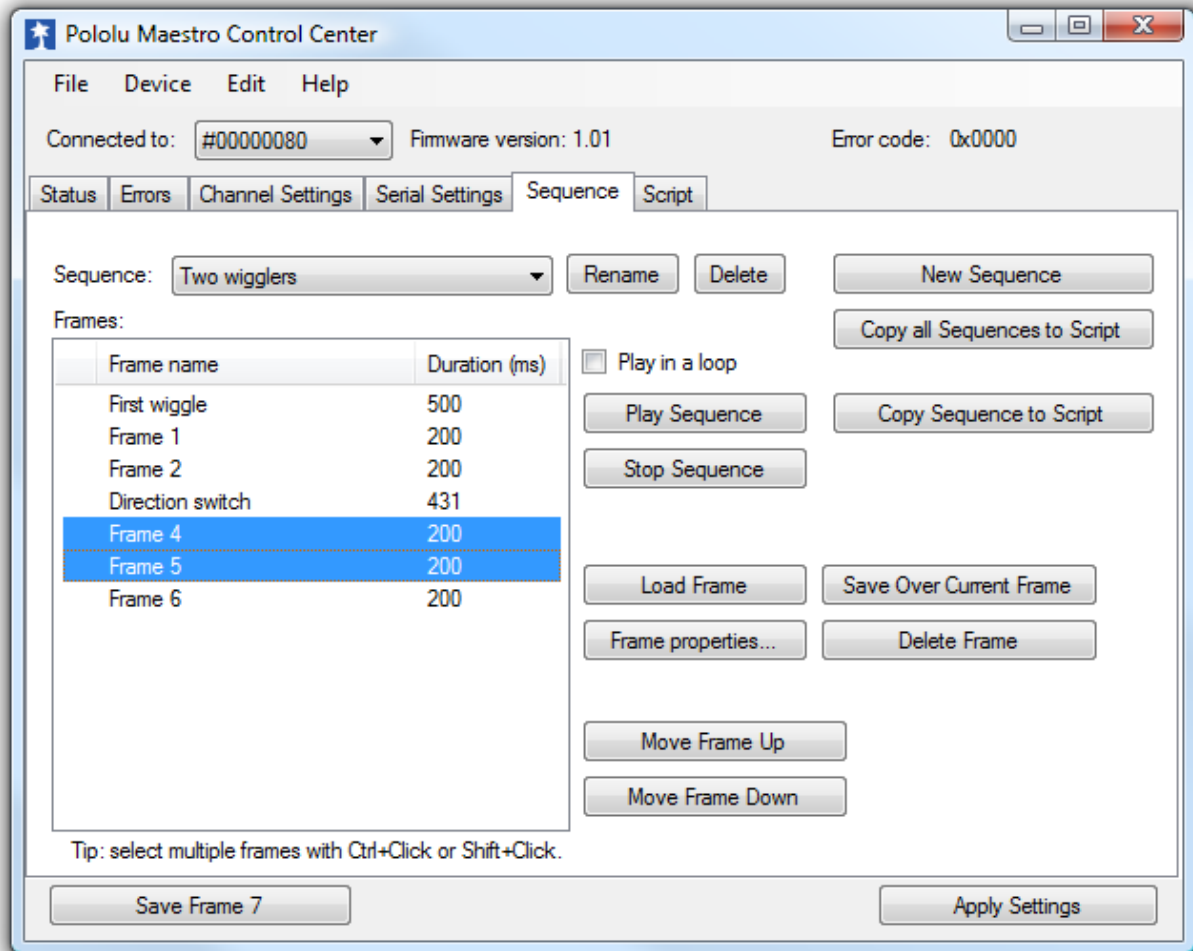 Pololu Maestro Control Center
File Device Edit Help
Connected to: #00000080 Firmware version: 1.01 Error code: 0x0000
Status Errors Channel Settings Serial Settings Sequence Script
Sequence: Two wigglers Rename Delete New Sequence
Frames: Copy all Sequences to Script
Frame name Duration (ms) Play in a loop
First wiggle 500 Play Sequence Copy Sequence to Script
Frame 1 200
Frame 2 200 Stop Sequence
Direction switch 431
Frame 4 200
Frame 5 200 Load Frame Save Over Current Frame
Frame 6 200
Frame properties... Delete Frame
Move Frame Up
Move Frame Down
Tip: select multiple frames with Ctrl+Click or Shift+Click.
Save Frame 7 Apply Settings